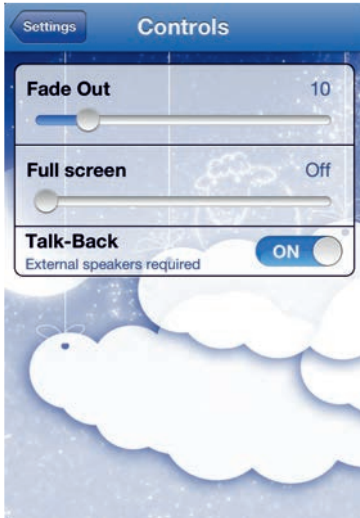 Settings
Controls
Fade Out 10
Full screen Off
Talk-Back
External speakers required
ON